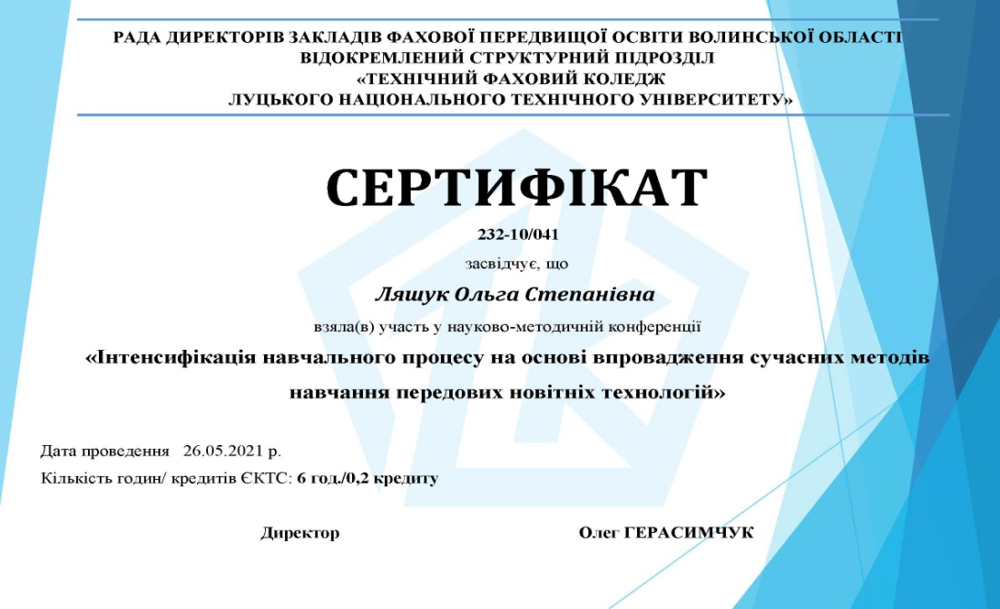 РАДА ДИРЕКТОРІВ ЗАКЛАДІВ ФАХОВОЇ ПЕРЕДВИЩОЇ ОСВІТИ ВОЛИНСЬКОЇ ОБЛАСТІ
ВІДОКРЕМЛЕНИЙ СТРУКТУРНИЙ ПІДРОЗДІЛ
«ТЕХНІЧНИЙ ФАХОВИЙ КОЛЕДЖ
ЛУЦЬКОГО НАЦІОНАЛЬНОГО ТЕХНІЧНОГО УНІВЕРСИТЕТУ»
СЕРТИФІКАТ
232-10/041
засвідчує, що
Ляшук Ольга Степанівна
взяла(в) участь у науково-методичній конференції
«Інтенсифікація навчального процесу на основі впровадження сучасних методів
навчання передових новітніх технологій»
Дата проведення 26.05.2021 р.
Кількість годин/ кредитів ЄКТС: 6 год./0,2 кредиту
Директор Олег ГЕРАСИМЧУК